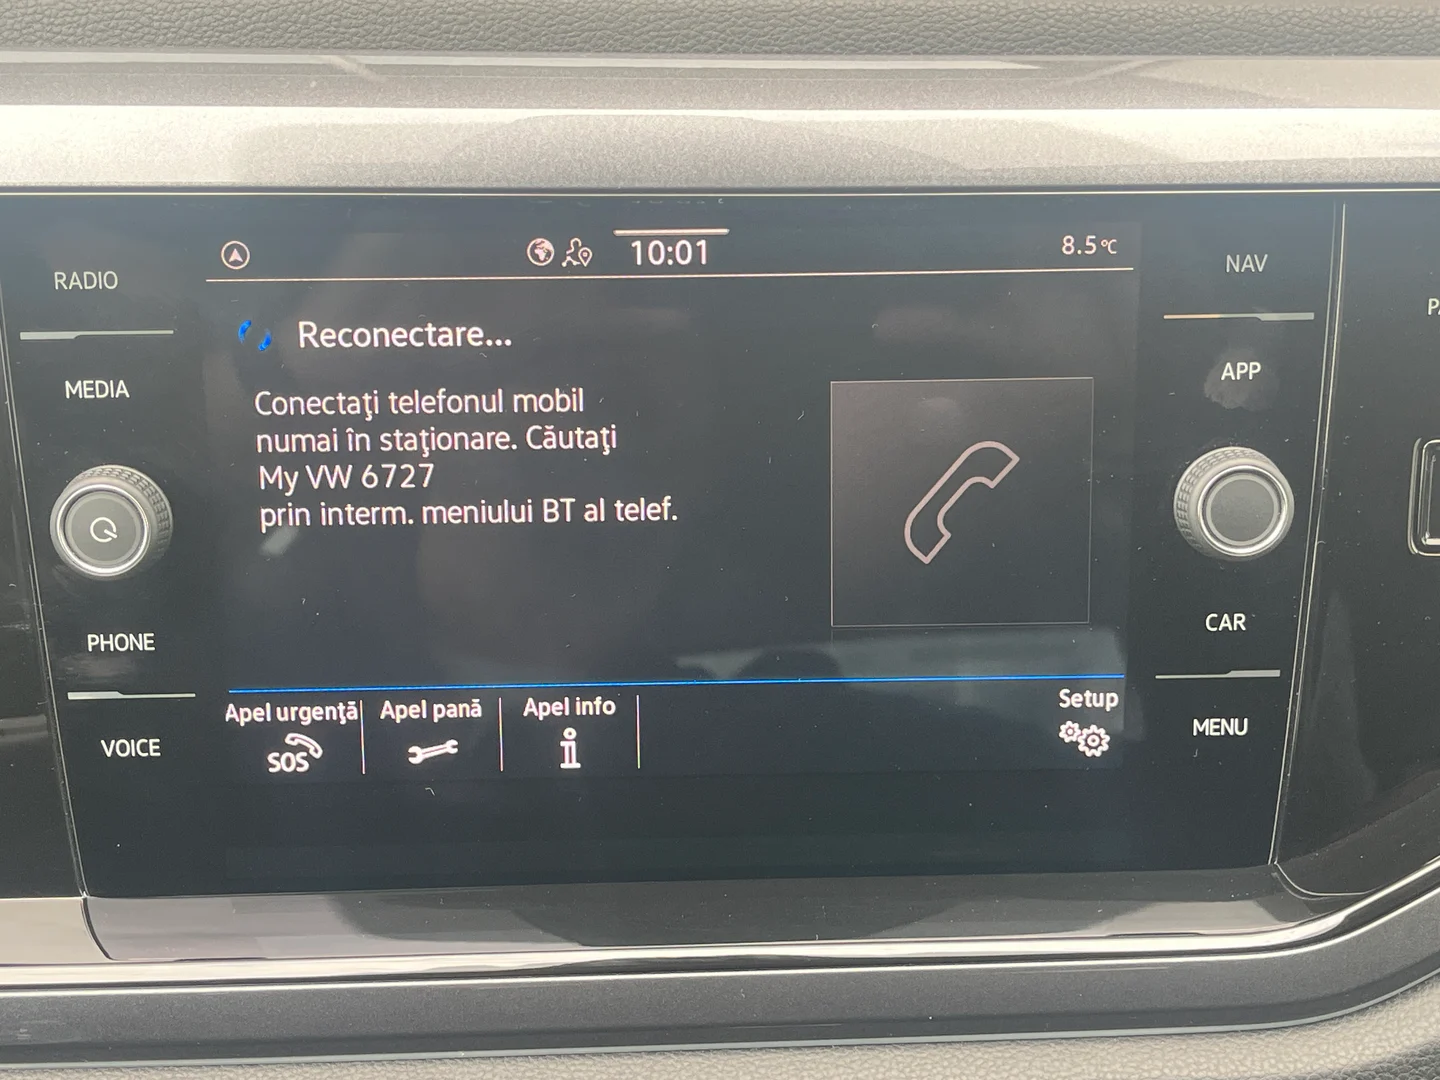 RADIO
MEDIA
PHONE
VOICE
10:01
8.5°C
Reconectare...
Conectaţi telefonul mobil
numai în staţionare. Căutaţi
My VW 6727
prin interm. meniului BT al telef.
Apel urgenţă
SOS
Apel pană
Apel info
i
Setup
NAV
APP
CAR
MENU